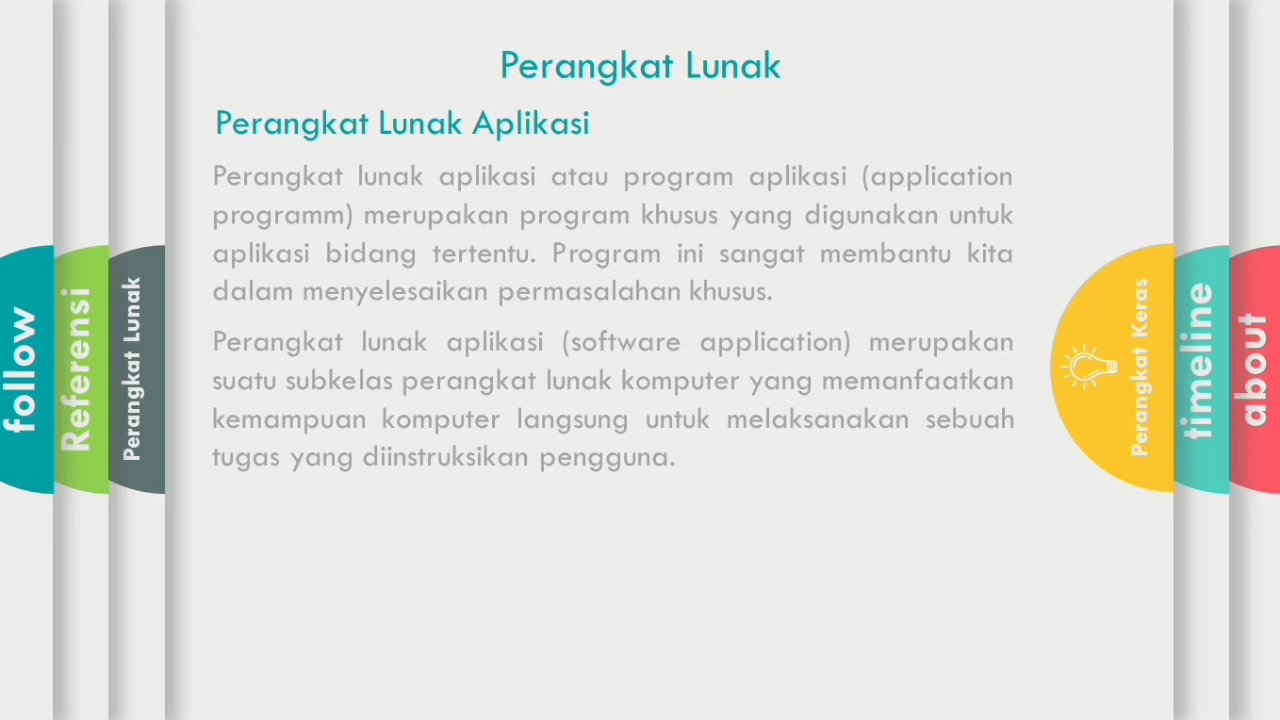 Perangkat Lunak
Perangkat Lunak Aplikasi
Perangkat lunak aplikasi atau program aplikasi (application
programm) merupakan program khusus yang digunakan untuk
aplikasi bidang tertentu. Program ini sangat membantu kita
dalam menyelesaikan permasalahan khusus.
Perangkat lunak aplikasi (software application) merupakan
suatu subkelas perangkat lunak komputer yang memanfaatkan
kemampuan komputer langsung untuk melaksanakan sebuah
tugas yang diinstruksikan pengguna.
follow
Referensi
Perangkat Lunak
Perangkat Keras
timeline
about